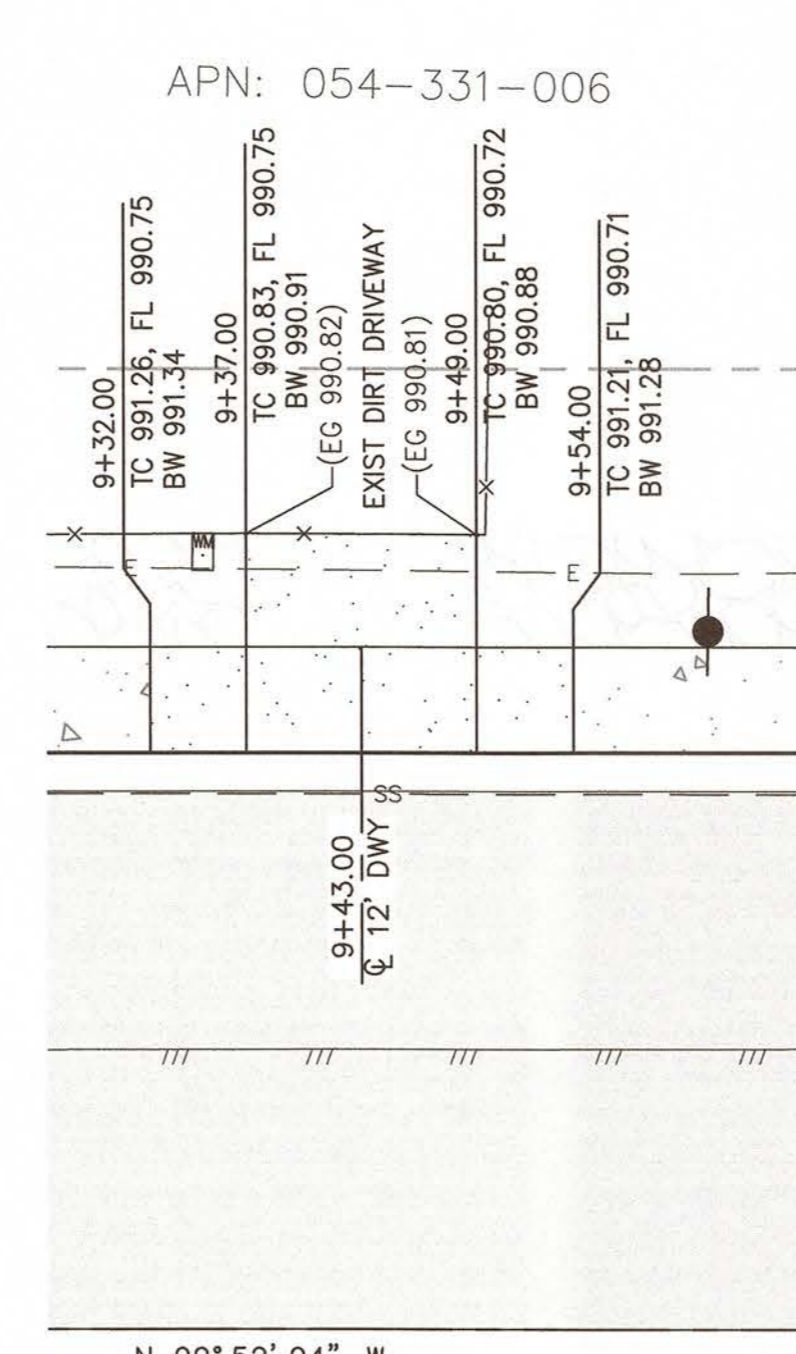 APN: 054-331-006
9+32.00
TC 991.26, FL 990.75
BW 991.34
9+37.00
TC 990.83, FL 990.75
BW 990.91
(EG 990.82)
EXIST DIRT DRIVEWAY
(EG 990.81)
9+49.00
TC 990.80, FL 990.72
BW 990.88
9+54.00
TC 991.21, FL 990.71
BW 991.28
E
WM
E
SS
9+43.00
℄ 12' DWY